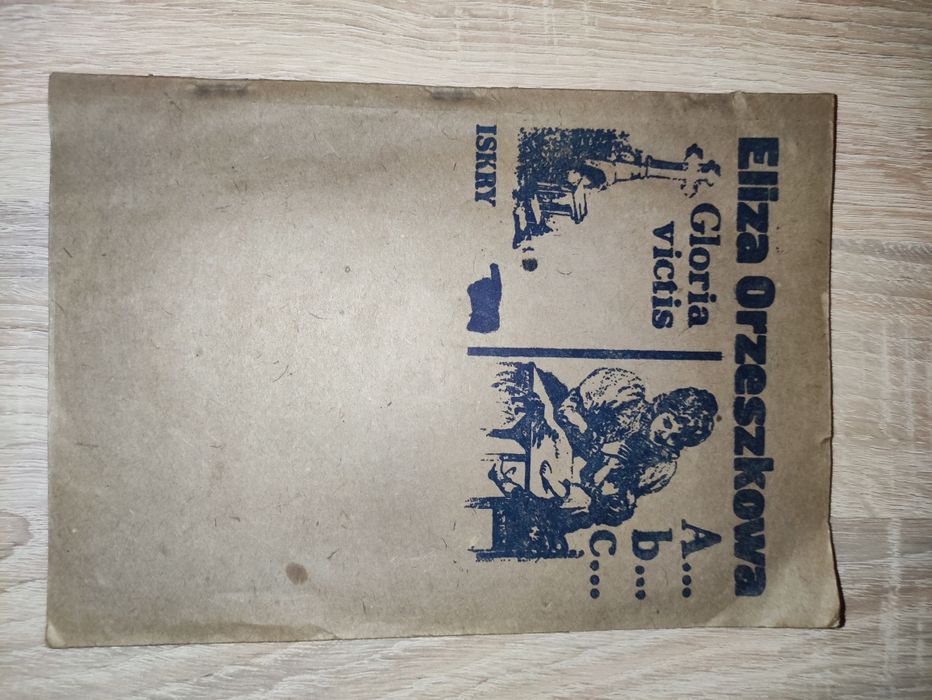 Eliza Orzeszkowa
Gloria
victis
A...
b...
c...
ISKRY